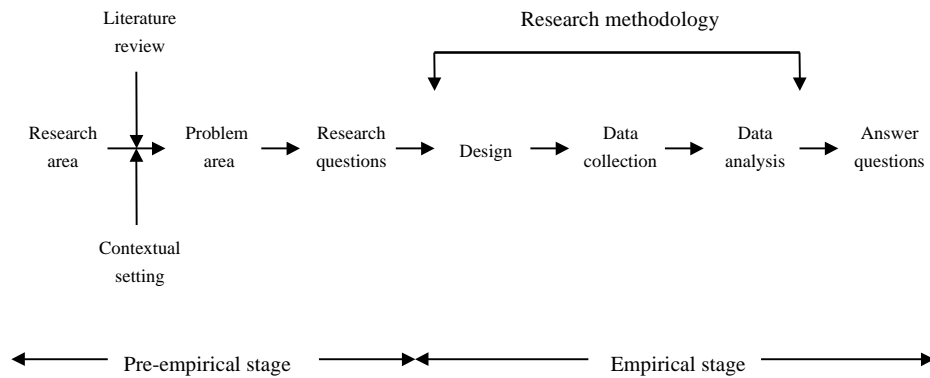 Literature
review
Research methodology
Research
area
Problem
area
Research
questions
Design
Data
collection
Data
analysis
Answer
questions
Contextual
setting
Pre-empirical stage
Empirical stage